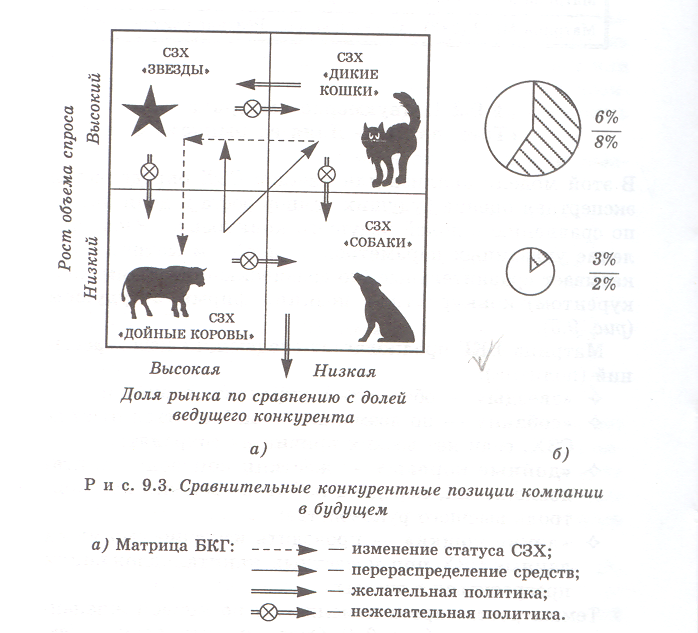 СЗХ
«ЗВЕЗДЫ»
СЗХ
«ДИКИЕ
КОШКИ»
Рост объема спроса
Высокий
Низкий
СЗХ
«СОБАКИ»
СЗХ
«ДОЙНЫЕ КОРОВЫ»
6%
8%
3%
2%
Высокая
Низкая
Доля рынка по сравнению с долей
ведущего конкурента
а)
б)
Рис. 9.3. Сравнительные конкурентные позиции компании
в будущем
а) Матрица БКГ:
— изменение статуса СЗХ;
— перераспределение средств;
— желательная политика;
— нежелательная политика.